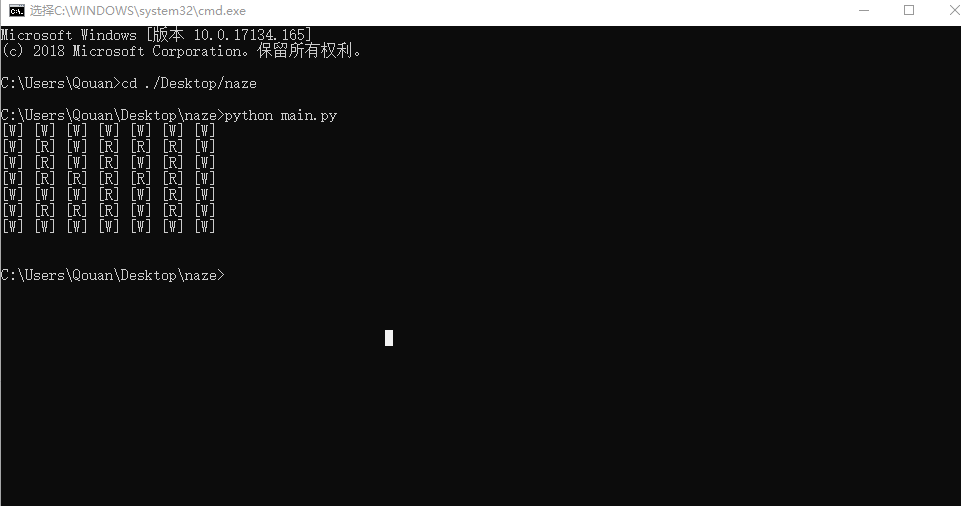 选择C:\WINDOWS\system32\cmd.exe
Microsoft Windows [版本 10.0.17134.165]
(c) 2018 Microsoft Corporation。保留所有权利。
C:\Users\Qouan>cd ./Desktop/naze
C:\Users\Qouan\Desktop\naze>python main.py
[W] [W] [W] [W] [W] [W] [W]
[W] [R] [W] [R] [R] [R] [W]
[W] [R] [W] [R] [W] [R] [W]
[W] [R] [R] [R] [R] [R] [W]
[W] [W] [W] [R] [W] [R] [W]
[W] [R] [R] [R] [W] [R] [W]
[W] [W] [W] [W] [W] [W] [W]
C:\Users\Qouan\Desktop\naze>